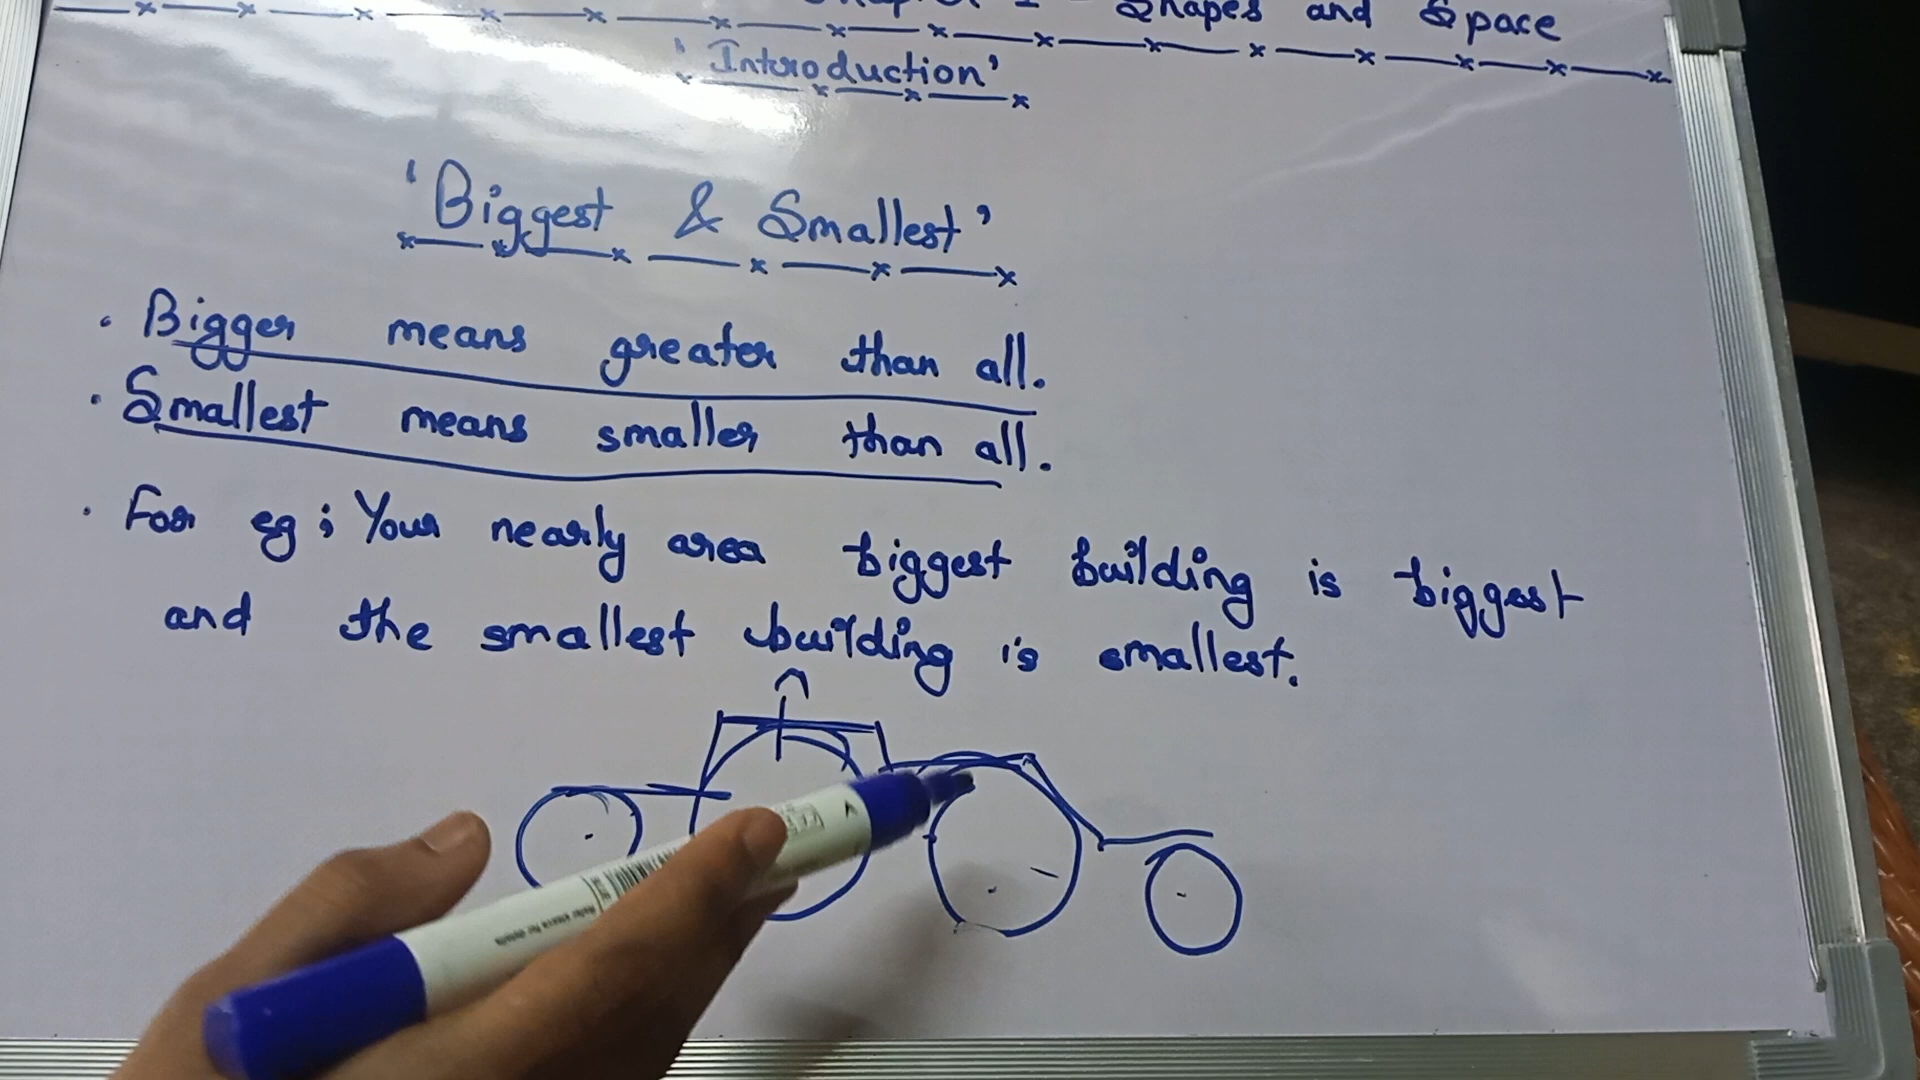 Shapes and Space
'Introduction'
'Biggest & Smallest'
. Bigger means greater than all.
. Smallest means smaller than all.
. For eg; Your nearly area biggest building is biggest
and the smallest building is smallest.